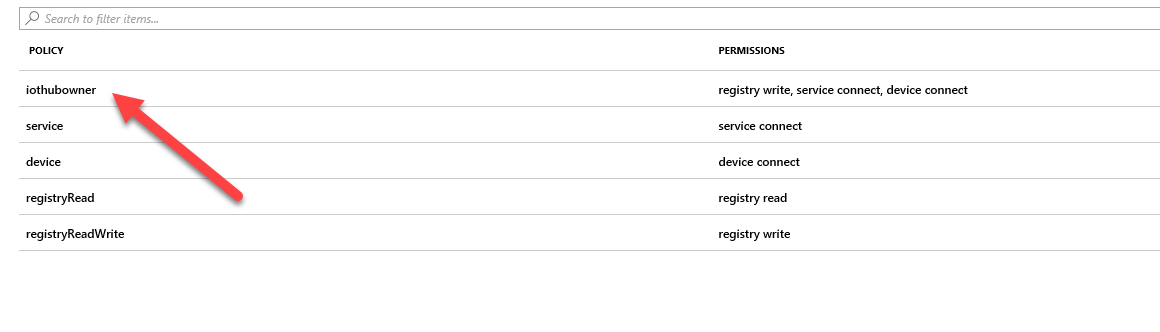 Search to filter items...
POLICY PERMISSIONS
iothubowner registry write, service connect, device connect
service service connect
device device connect
registryRead registry read
registryReadWrite registry write